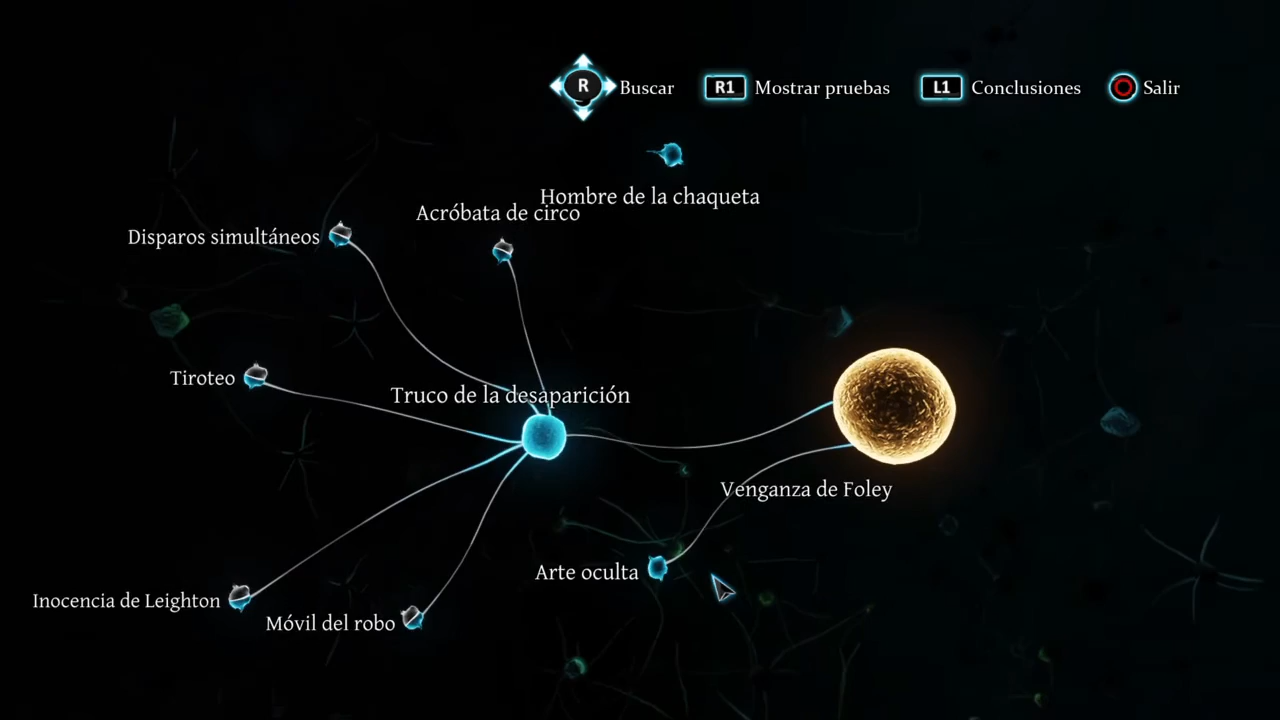 R Buscar R1 Mostrar pruebas L1 Conclusiones Salir
Hombre de la chaqueta
Acróbata de circo
Disparos simultáneos
Tiroteo
Truco de la desaparición
Venganza de Foley
Arte oculta
Inocencia de Leighton
Móvil del robo